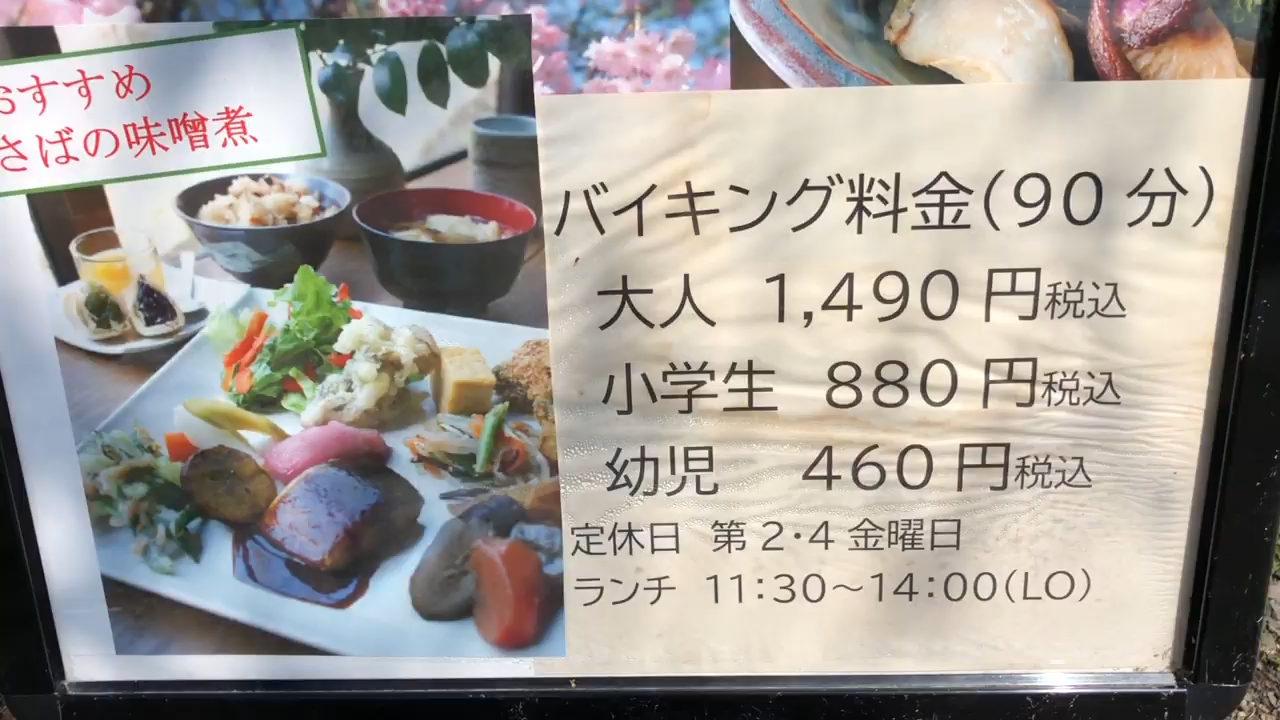 おすすめ
さばの味噌煮
バイキング料金(90分)
大人 1,490円税込
小学生 880円税込
幼児 460円税込
定休日 第2・4金曜日
ランチ 11:30～14:00(LO)